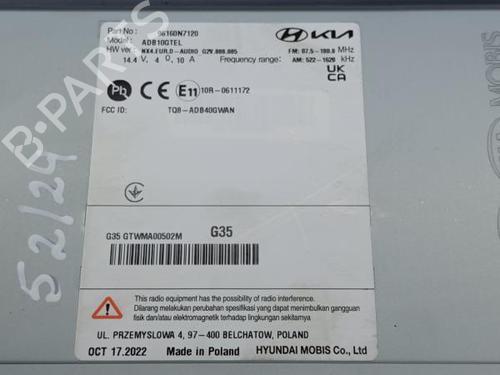 Part No.: 96160N7120
Model: ADB10GTEL
HW ver: NX4.EUR.D-AUDIO G2V.000.005
14.4 V, 4 Ω, 10 A
Frequency range:
FM: 87.5-108.0 MHz
AM: 522-1620 kHz
HYUNDAI KIA
Pb CE E11 10R-0611172
UK CA
FCC ID: TQ8-ADB40GWAN
G35 GTWMA00502M G35
This radio equipment has the possibility of radio interference.
Dilarang melakukan perubahan spesifikasi yang dapat menimbulkan gangguan
fisik dan/atau elektromagnetik terhadap lingkungan sekitarnya
UL. PRZEMYSLOWA 4, 97-400 BELCHATOW, POLAND
OCT 17.2022 Made in Poland HYUNDAI MOBIS Co., Ltd
52/29
MOBIS